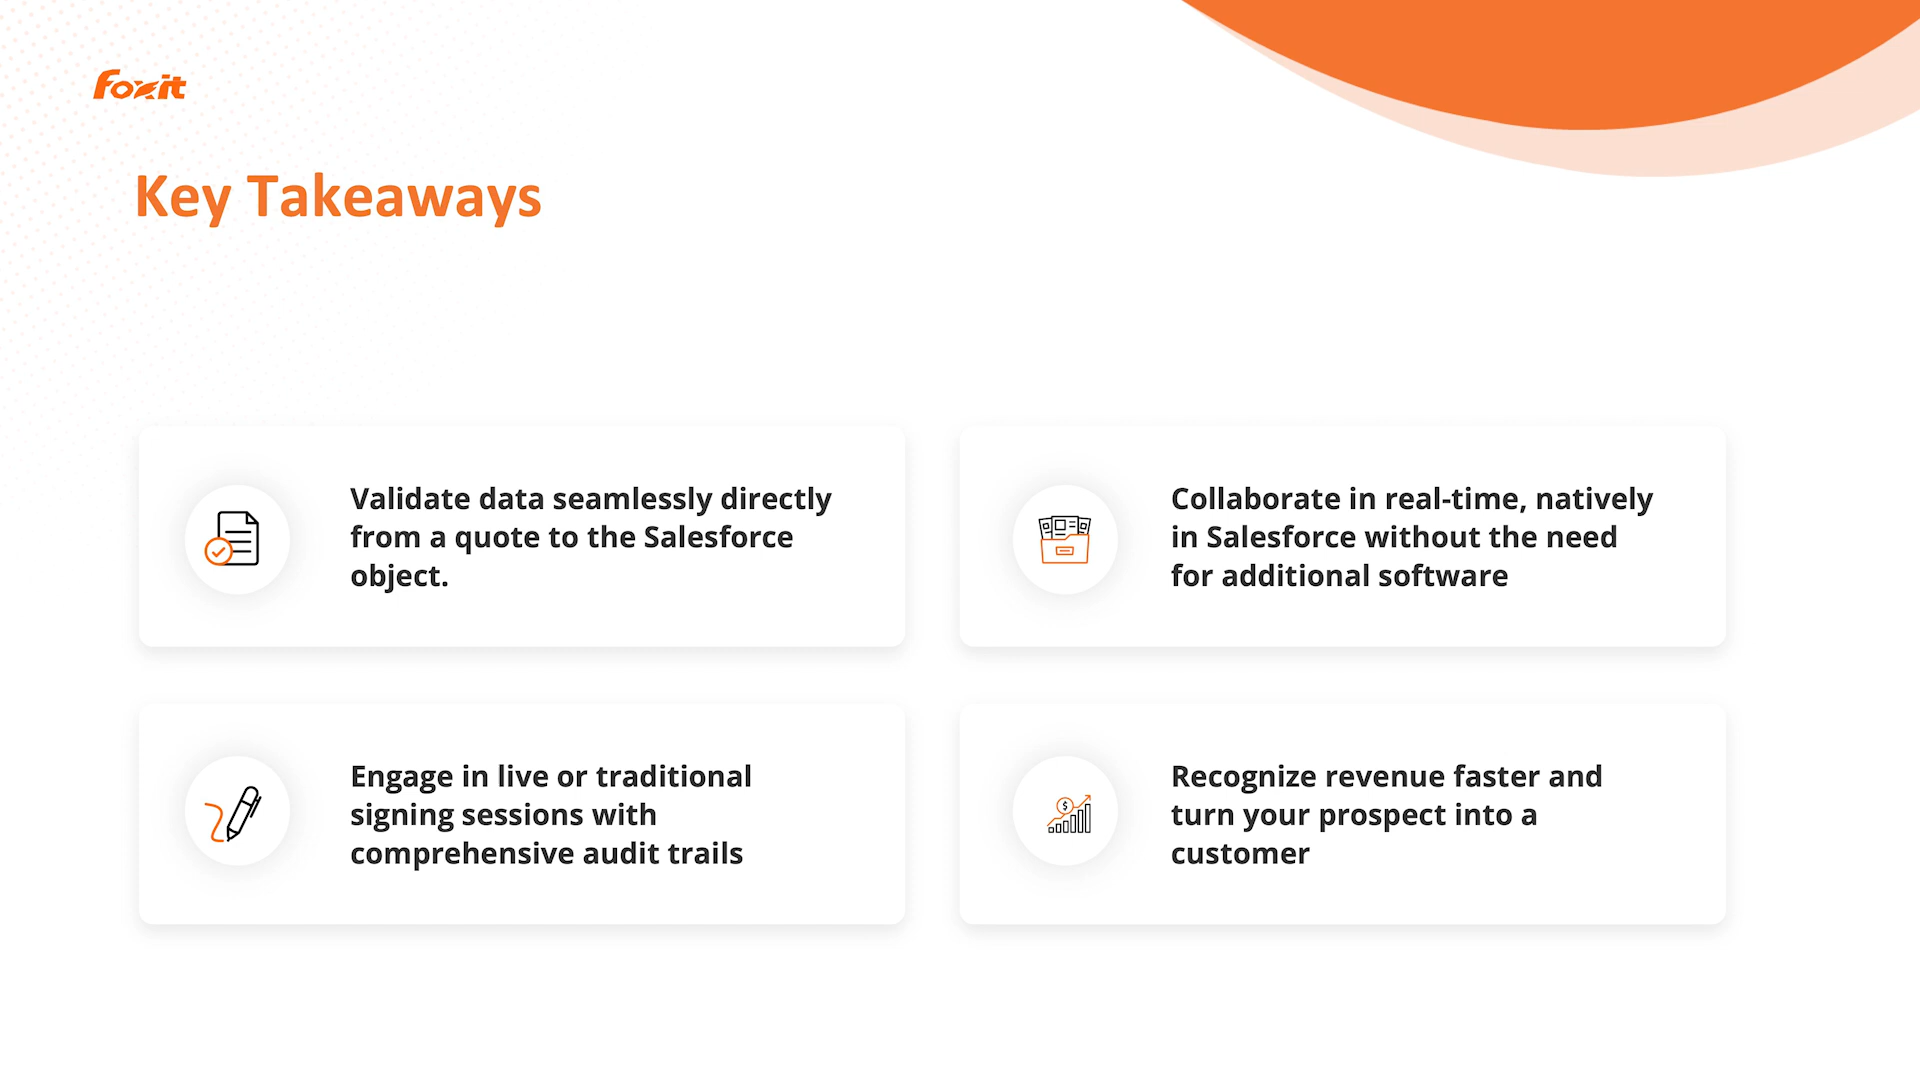 Foxit
Key Takeaways
Validate data seamlessly directly
from a quote to the Salesforce
object.
Collaborate in real-time, natively
in Salesforce without the need
for additional software
Engage in live or traditional
signing sessions with
comprehensive audit trails
$
Recognize revenue faster and
turn your prospect into a
customer